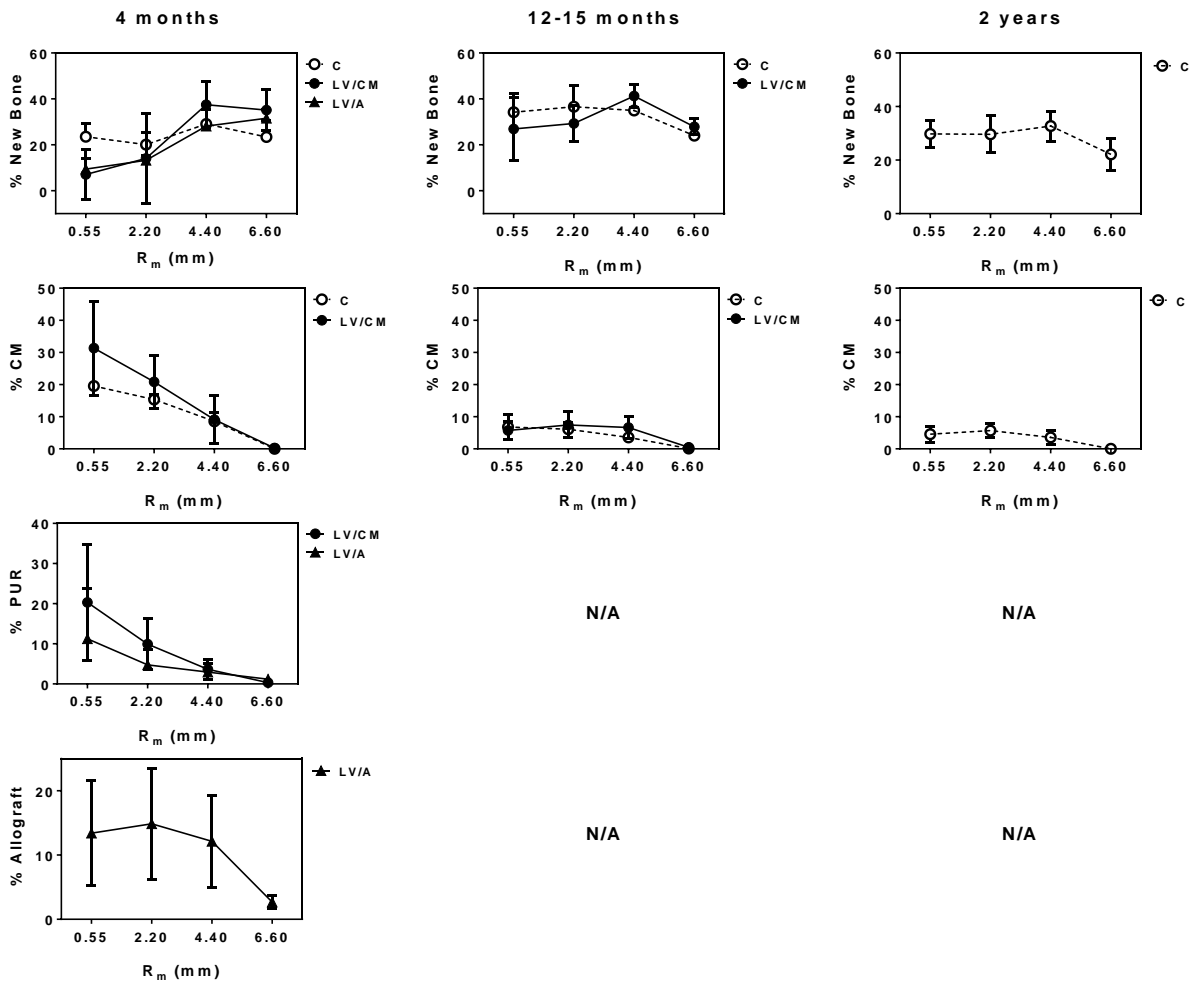 4 months
12-15 months
2 years
% New Bone
60
40
20
0
0.55 2.20 4.40 6.60
R m (mm)
C
LV/CM
LV/A
% New Bone
60
40
20
0
0.55 2.20 4.40 6.60
R m (mm)
C
LV/CM
% New Bone
60
40
20
0
0.55 2.20 4.40 6.60
R m (mm)
C
% CM
50
40
30
20
10
0
0.55 2.20 4.40 6.60
R m (mm)
C
LV/CM
% CM
50
40
30
20
10
0
0.55 2.20 4.40 6.60
R m (mm)
C
LV/CM
% CM
50
40
30
20
10
0
0.55 2.20 4.40 6.60
R m (mm)
C
% PUR
40
30
20
10
0
0.55 2.20 4.40 6.60
R m (mm)
LV/CM
LV/A
N/A
N/A
% Allograft
20
10
0
0.55 2.20 4.40 6.60
R m (mm)
LV/A
N/A
N/A